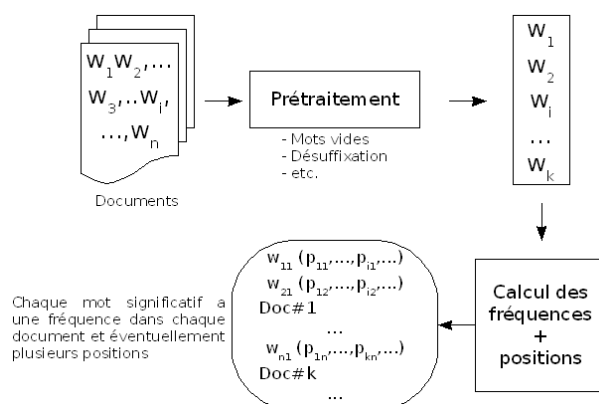 w1w2,...
w3,..wi,
...,wn
Documents
Prétraitement
- Mots vides
- Désuffixation
- etc.
w1
w2
wi
...
wk
Calcul des
fréquences
+
positions
w11 (p11,...,pi1,...)
w21 (p12,...,pi2,...)
Doc#1
...
wn1 (p1n,...,pkn,...)
Doc#k
...
Chaque mot significatif a
une fréquence dans chaque
document et éventuellement
plusieurs positions